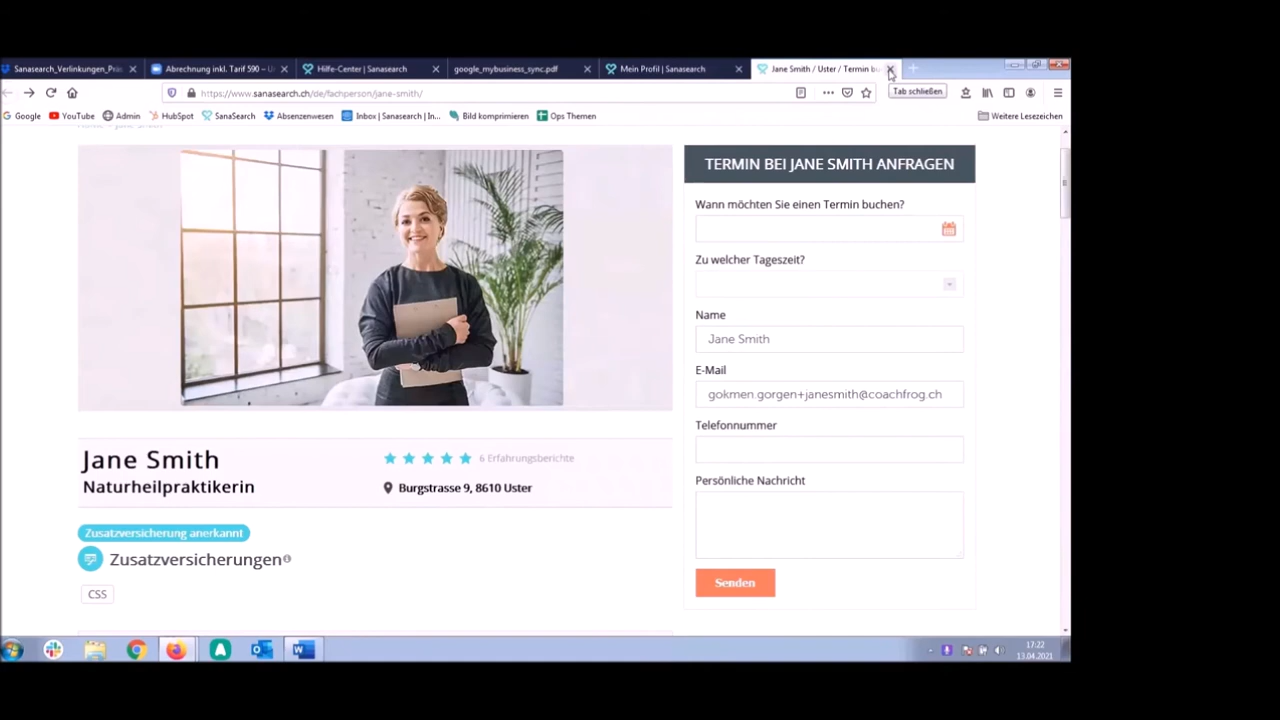 Sanasearch_Verlinkungen_Prä
Abrechnung inkl. Tarif 590 – U
Hilfe-Center | Sanasearch
google_mybusiness_sync.pdf
Mein Profil | Sanasearch
Jane Smith / Uster / Termin bu
https://www.sanasearch.ch/de/fachperson/jane-smith/
Tab schließen
Google
YouTube
Admin
HubSpot
SanaSearch
Absenzenwesen
Inbox | Sanasearch | In...
Bild komprimieren
Ops Themen
Weitere Lesezeichen
TERMIN BEI JANE SMITH ANFRAGEN
Wann möchten Sie einen Termin buchen?
Zu welcher Tageszeit?
Name
Jane Smith
E-Mail
gokmen.gorgen+janesmith@coachfrog.ch
Telefonnummer
Persönliche Nachricht
Senden
Jane Smith
6 Erfahrungsberichte
Naturheilpraktikerin
Burgstrasse 9, 8610 Uster
Zusatzversicherung anerkannt
Zusatzversicherungen
CSS
17:22
13.04.2021